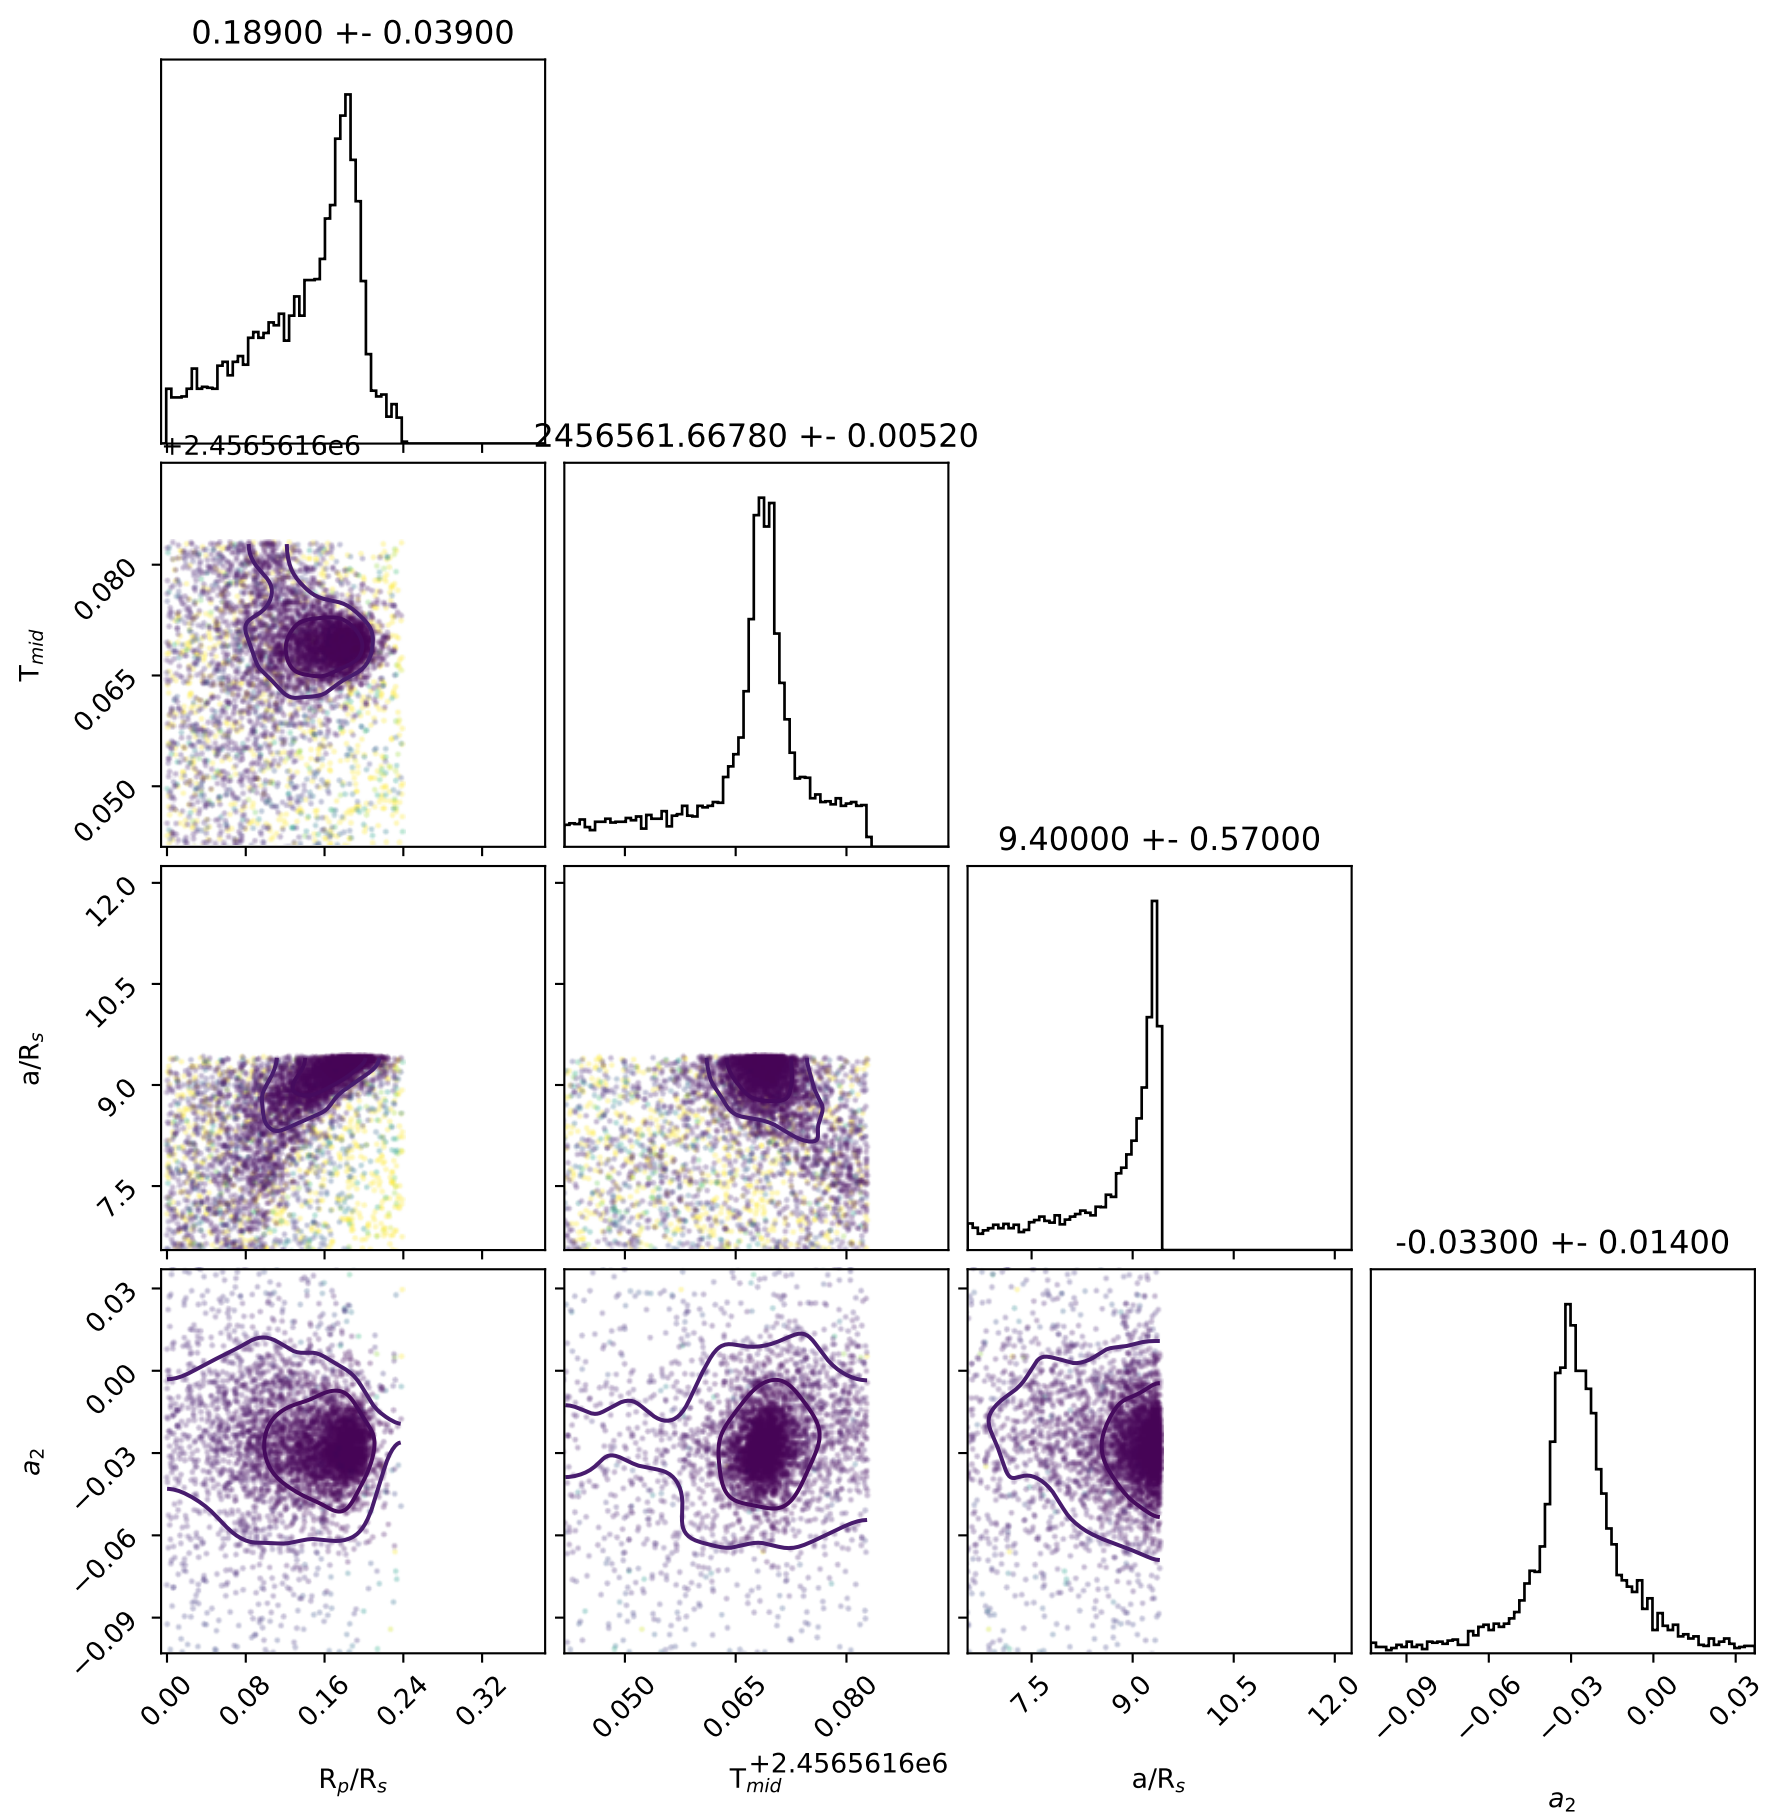 0.18900 +- 0.03900
+2.4565616e6
2456561.66780 +- 0.00520
0.080
0.065
0.050
T_mid
9.40000 +- 0.57000
12.0
10.5
9.0
7.5
a/R_s
-0.03300 +- 0.01400
0.03
0.00
−0.03
−0.06
−0.09
a_2
0.00 0.08 0.16 0.24 0.32
0.050 0.065 0.080
7.5 9.0 10.5 12.0
−0.09 −0.06 −0.03 0.00 0.03
+2.4565616e6
R_p/R_s
T_mid
a/R_s
a_2